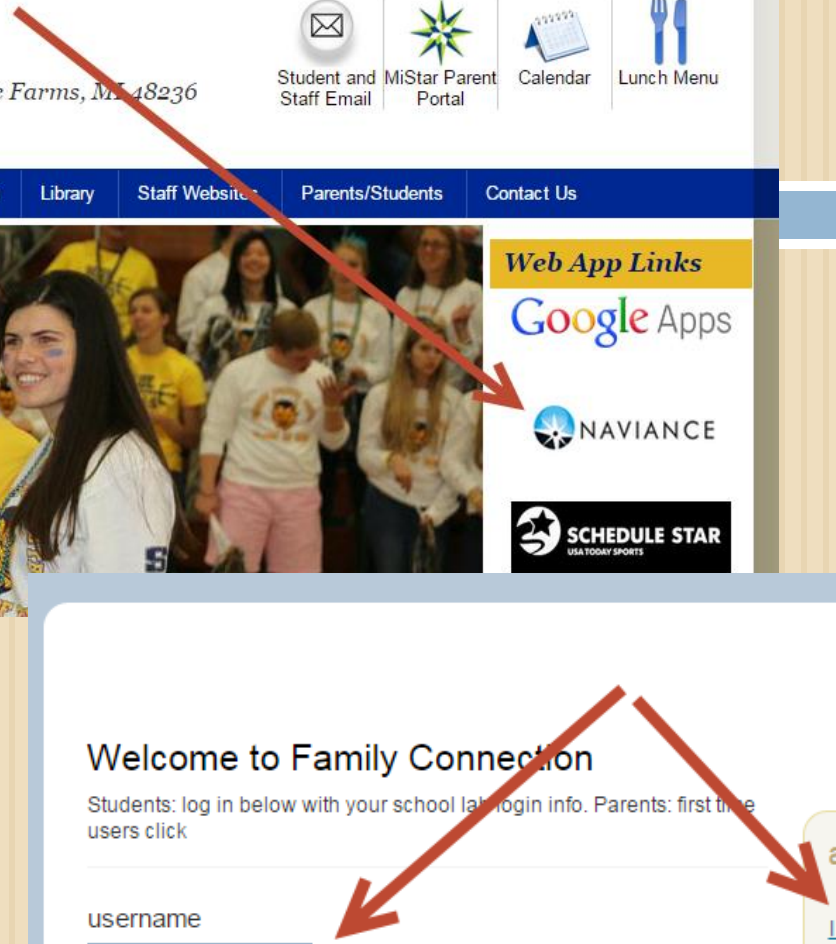 Student and Staff Email
MiStar Parent Portal
Calendar
Lunch Menu
Farms, MI 48236
Library
Staff Websites
Parents/Students
Contact Us
Web App Links
Google Apps
NAVIANCE
SCHEDULE STAR
USA TODAY SPORTS
Welcome to Family Connection
Students: log in below with your school lab login info. Parents: first time
users click
username